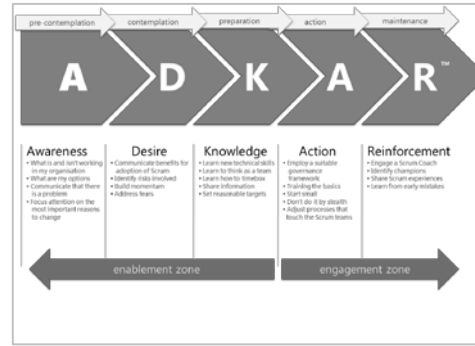 pre-contemplation
contemplation
preparation
action
maintenance
A D K A R™
Awareness
• What is and isn't working
in my organisation
• What are my options
• Communicate that there
is a problem
• Focus attention on the
most important reasons
to change
Desire
• Communicate benefits for
adoption of Scrum
• Identify risks involved
• Build momentum
• Address fears
Knowledge
• Learn new technical skills
• Learn to think as a team
• Learn how to timebox
• Share information
• Set reasonable targets
Action
• Employ a suitable
governance
framework
• Training the basics
• Start small
• Don't do it by stealth
• Adjust processes that
touch the Scrum teams
Reinforcement
• Engage a Scrum Coach
• Identify champions
• Share Scrum experiences
• Learn from early mistakes
enablement zone
engagement zone